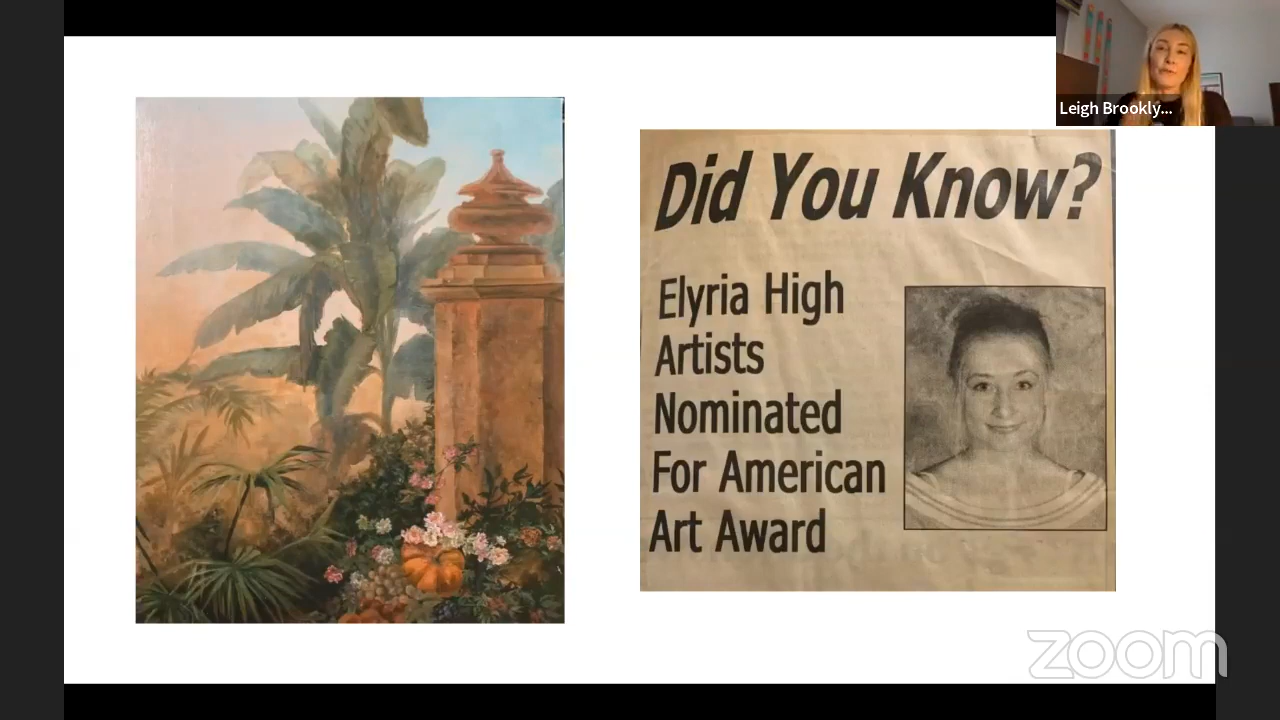 Leigh Brookly...
Did You Know?
Elyria High
Artists
Nominated
For American
Art Award
zoom